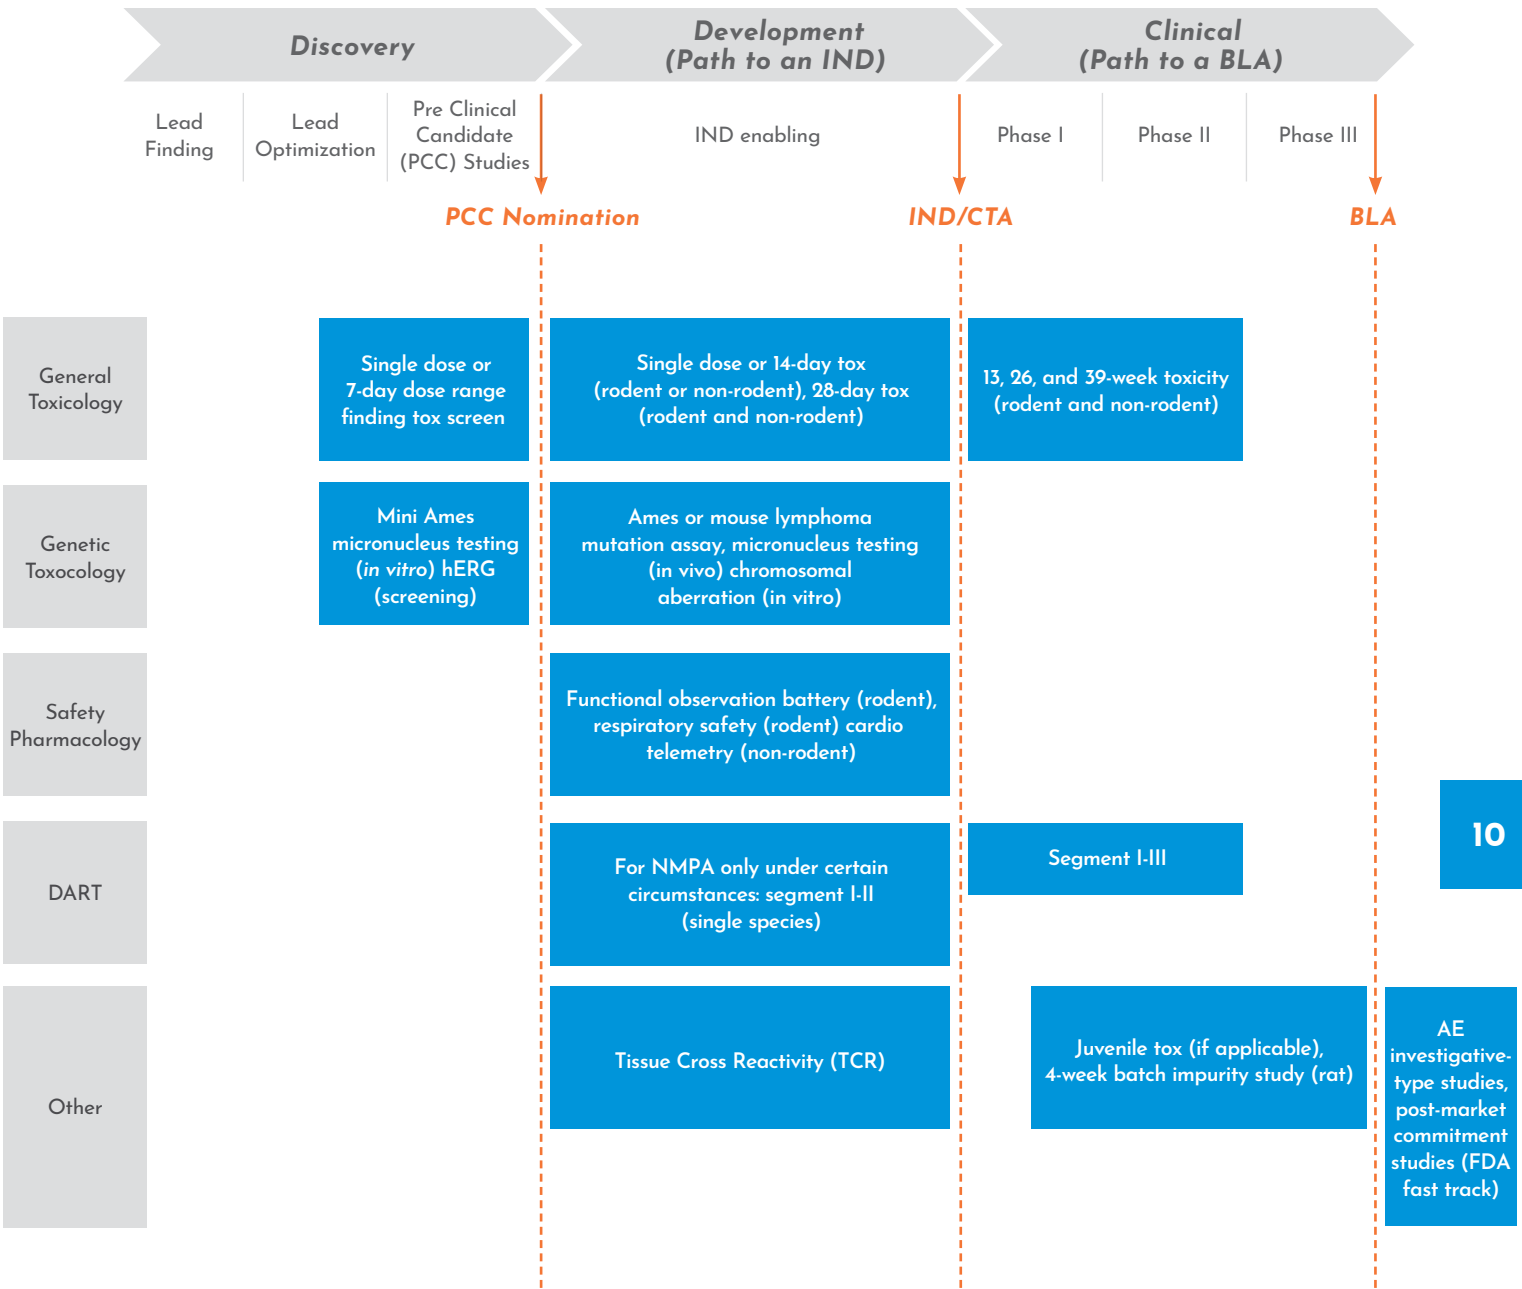 Discovery
Development
(Path to an IND)
Clinical
(Path to a BLA)
Lead
Finding
Lead
Optimization
Pre Clinical
Candidate
(PCC) Studies
IND enabling
Phase I
Phase II
Phase III
PCC Nomination
IND/CTA
BLA
General
Toxicology
Single dose or
7-day dose range
finding tox screen
Single dose or 14-day tox
(rodent or non-rodent), 28-day tox
(rodent and non-rodent)
13, 26, and 39-week toxicity
(rodent and non-rodent)
Genetic
Toxocology
Mini Ames
micronucleus testing
(in vitro) hERG
(screening)
Ames or mouse lymphoma
mutation assay, micronucleus testing
(in vivo) chromosomal
aberration (in vitro)
Safety
Pharmacology
Functional observation battery (rodent),
respiratory safety (rodent) cardio
telemetry (non-rodent)
10
DART
For NMPA only under certain
circumstances: segment I-II
(single species)
Segment I-III
Other
Tissue Cross Reactivity (TCR)
Juvenile tox (if applicable),
4-week batch impurity study (rat)
AE
investigative-
type studies,
post-market
commitment
studies (FDA
fast track)